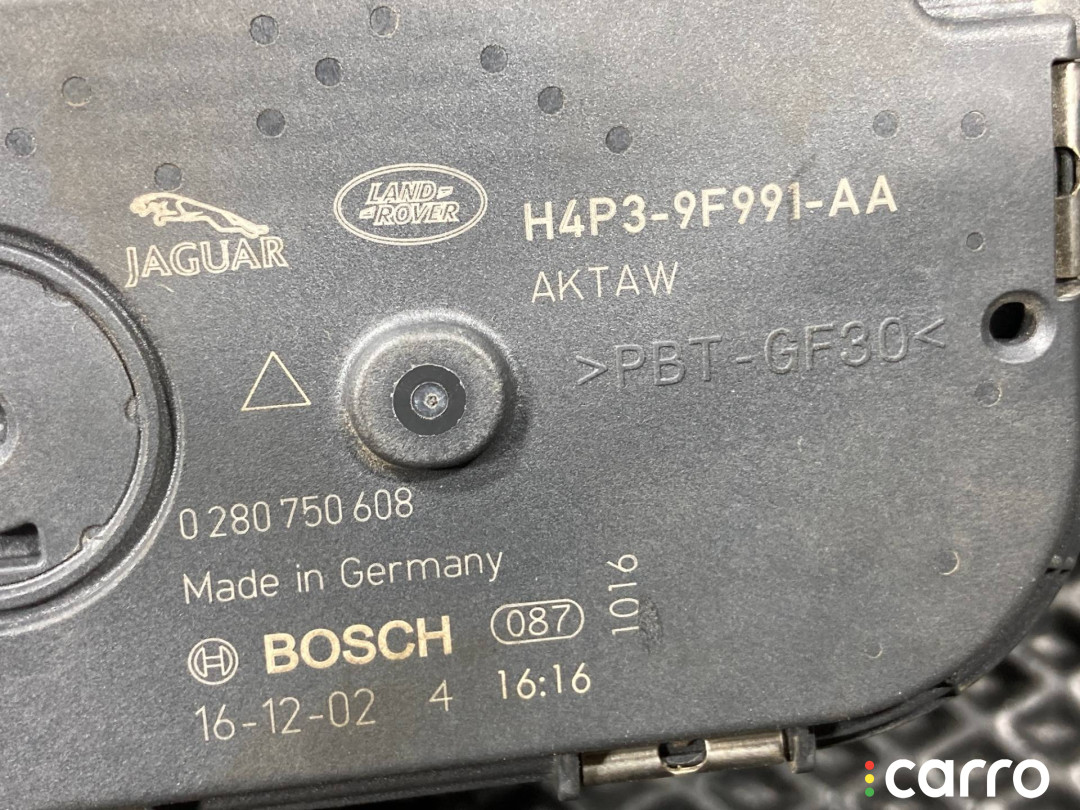 JAGUAR
LAND-
-ROVER
H4P3-9F991-AA
AKTAW
>PBT-GF30<
0 280 750 608
Made in Germany
BOSCH 087 1016
16-12-02 4 16:16
carro